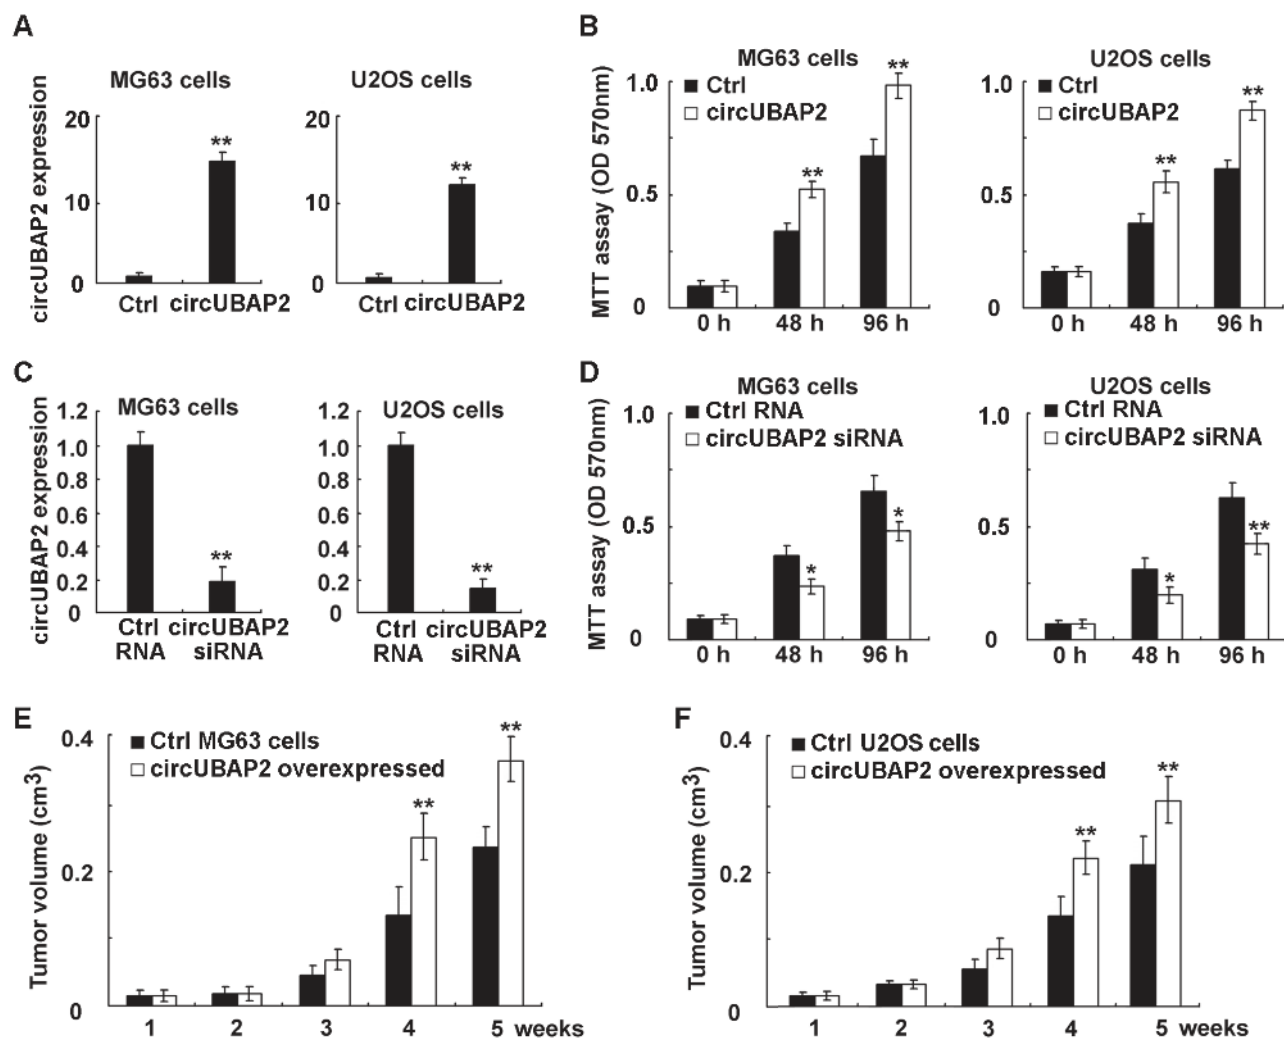 A
MG63 cells
U2OS cells
circUBAP2 expression
20
10
0
**
Ctrl circUBAP2
20
10
0
**
Ctrl circUBAP2
B
MG63 cells
U2OS cells
MTT assay (OD 570nm)
1.0
0.5
0
Ctrl
circUBAP2
**
**
0 h 48 h 96 h
1.0
0.5
0
Ctrl
circUBAP2
**
**
0 h 48 h 96 h
C
MG63 cells
U2OS cells
circUBAP2 expression
1.2
1.0
0.8
0.6
0.4
0.2
0
**
Ctrl circUBAP2
RNA siRNA
1.2
1.0
0.8
0.6
0.4
0.2
0
**
Ctrl circUBAP2
RNA siRNA
D
MG63 cells
U2OS cells
MTT assay (OD 570nm)
1.0
0.5
0
Ctrl RNA
circUBAP2 siRNA
*
*
0 h 48 h 96 h
1.0
0.5
0
Ctrl RNA
circUBAP2 siRNA
*
**
0 h 48 h 96 h
E
Tumor volume (cm3)
0.4
0.2
0
Ctrl MG63 cells
circUBAP2 overexpressed
**
**
1 2 3 4 5 weeks
F
Tumor volume (cm3)
0.4
0.2
0
Ctrl U2OS cells
circUBAP2 overexpressed
**
**
1 2 3 4 5 weeks